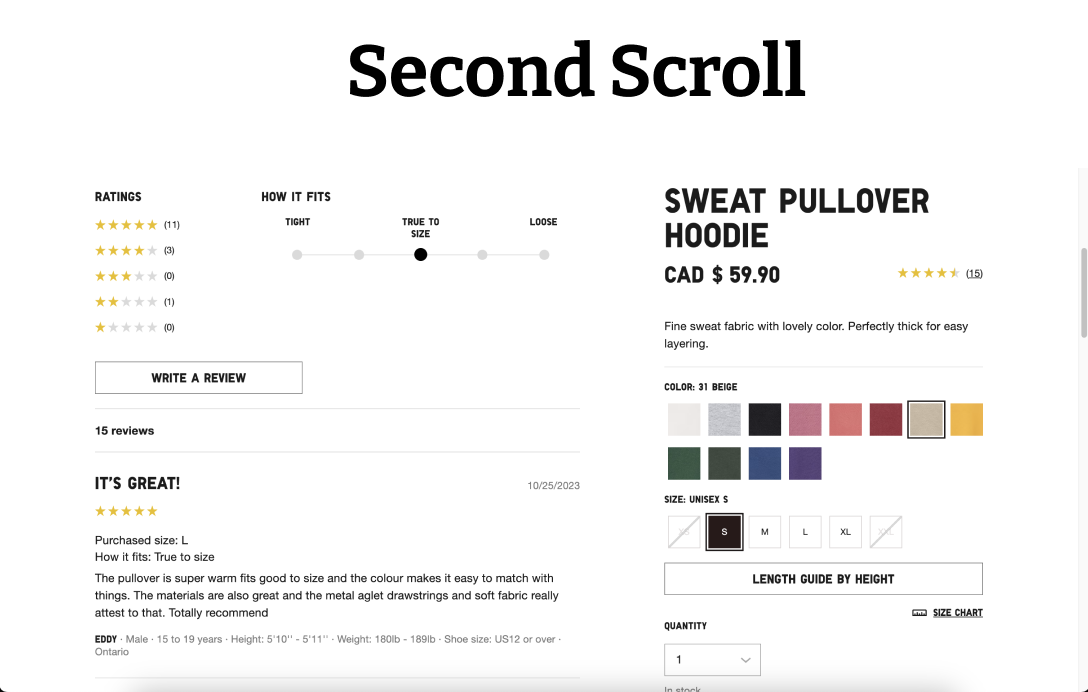 Second Scroll
RATINGS
(11)
(3)
(0)
(1)
(0)
HOW IT FITS
TIGHT
TRUE TO
SIZE
LOOSE
WRITE A REVIEW
15 reviews
IT'S GREAT!
10/25/2023
Purchased size: L
How it fits: True to size
The pullover is super warm fits good to size and the colour makes it easy to match with
things. The materials are also great and the metal aglet drawstrings and soft fabric really
attest to that. Totally recommend
EDDY · Male · 15 to 19 years · Height: 5'10'' - 5'11'' · Weight: 180lb - 189lb · Shoe size: US12 or over ·
Ontario
SWEAT PULLOVER
HOODIE
CAD $ 59.90
(15)
Fine sweat fabric with lovely color. Perfectly thick for easy
layering.
COLOR: 31 BEIGE
SIZE: UNISEX S
XS
S
M
L
XL
XXL
LENGTH GUIDE BY HEIGHT
SIZE CHART
QUANTITY
1
In stock